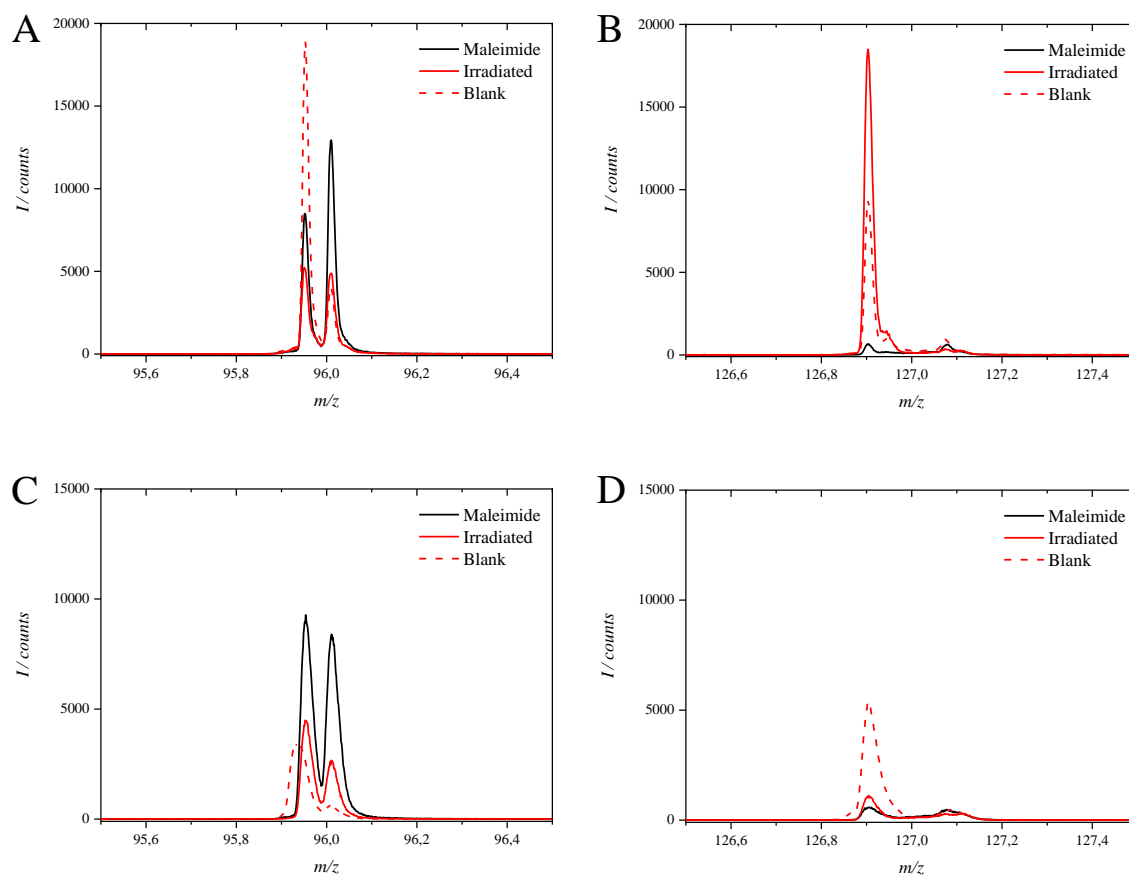 A
20000
15000
10000
5000
0
I / counts
95,6
95,8
96,0
96,2
96,4
m/z
Maleimide
Irradiated
Blank
B
20000
15000
10000
5000
0
I / counts
126,6
126,8
127,0
127,2
127,4
m/z
Maleimide
Irradiated
Blank
C
15000
10000
5000
0
I / counts
95,6
95,8
96,0
96,2
96,4
m/z
Maleimide
Irradiated
Blank
D
15000
10000
5000
0
I / counts
126,6
126,8
127,0
127,2
127,4
m/z
Maleimide
Irradiated
Blank